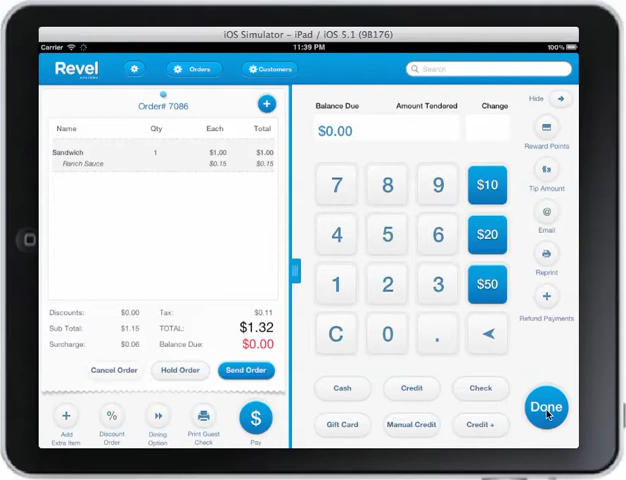 iOS Simulator – iPad / iOS 5.1 (9B176)
Carrier 11:39 PM 100%
Revel Orders Customers Search
SYSTEMS
Order# 7086
+
Name Qty Each Total
Sandwich 1 $1.00 $1.00
Ranch Sauce $0.15 $0.15
Discounts: $0.00 Tax: $0.11
Sub Total: $1.15 TOTAL: $1.32
Surcharge: $0.06 Balance Due: $0.00
Cancel Order Hold Order Send Order
+ % $
Add Extra Item
Discount Order
Dining Option
Print Guest Check
Pay
Balance Due Amount Tendered Change
$0.00
7 8 9 $10
4 5 6 $20
1 2 3 $50
C 0 .
Cash Credit Check
Gift Card Manual Credit Credit +
Hide
Reward Points
Tip Amount
@
Email
Reprint
+
Refund Payments
Done